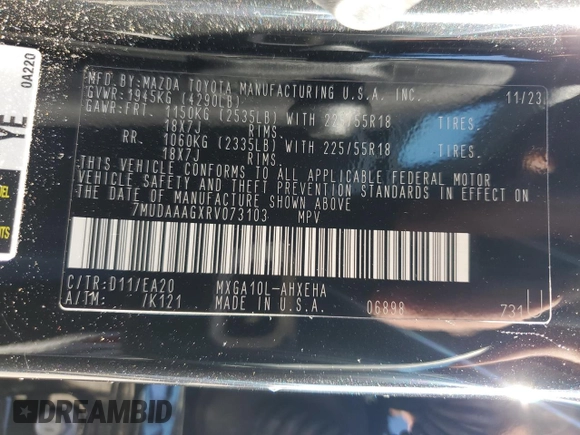 MFD.BY:MAZDA TOYOTA MANUFACTURING U.S.A. INC. 11/23
GVWR:1945KG (4290LB)
GAWR:FRT. 1150KG (2535LB) WITH 225/55R18 TIRES,
18X7J RIMS.
RR. 1060KG (2335LB) WITH 225/55R18 TIRES,
18X7J RIMS.
THIS VEHICLE CONFORMS TO ALL APPLICABLE FEDERAL MOTOR
VEHICLE SAFETY AND THEFT PREVENTION STANDARDS IN EFFECT ON
THE DATE OF MANUFACTURE SHOWN ABOVE
7MUDAAAGXRV073103 MPV
C/TR:D11/EA20 MXGA10L-AHXEHA
A/TM: /K121 MADE IN U.S.A. 06898 731
0A220
YE
DREAMBID